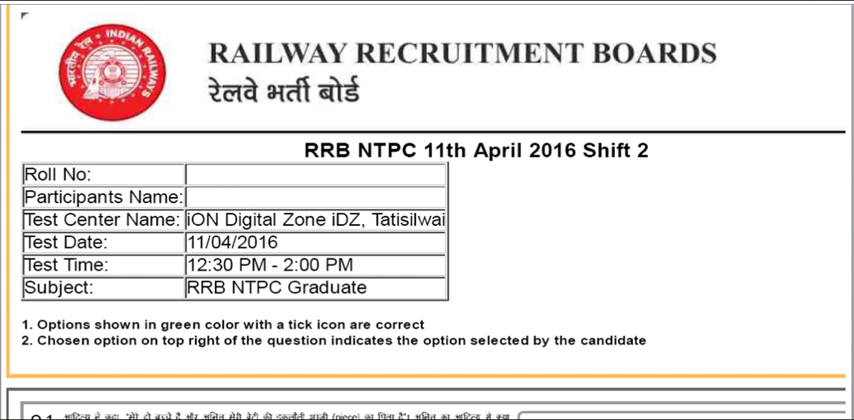 भारतीय रेल ★ INDIAN RAILWAYS
RAILWAY RECRUITMENT BOARDS
रेलवे भर्ती बोर्ड
RRB NTPC 11th April 2016 Shift 2
Roll No:
Participants Name:
Test Center Name: iON Digital Zone iDZ, Tatisilwai
Test Date: 11/04/2016
Test Time: 12:30 PM - 2:00 PM
Subject: RRB NTPC Graduate
1. Options shown in green color with a tick icon are correct
2. Chosen option on top right of the question indicates the option selected by the candidate